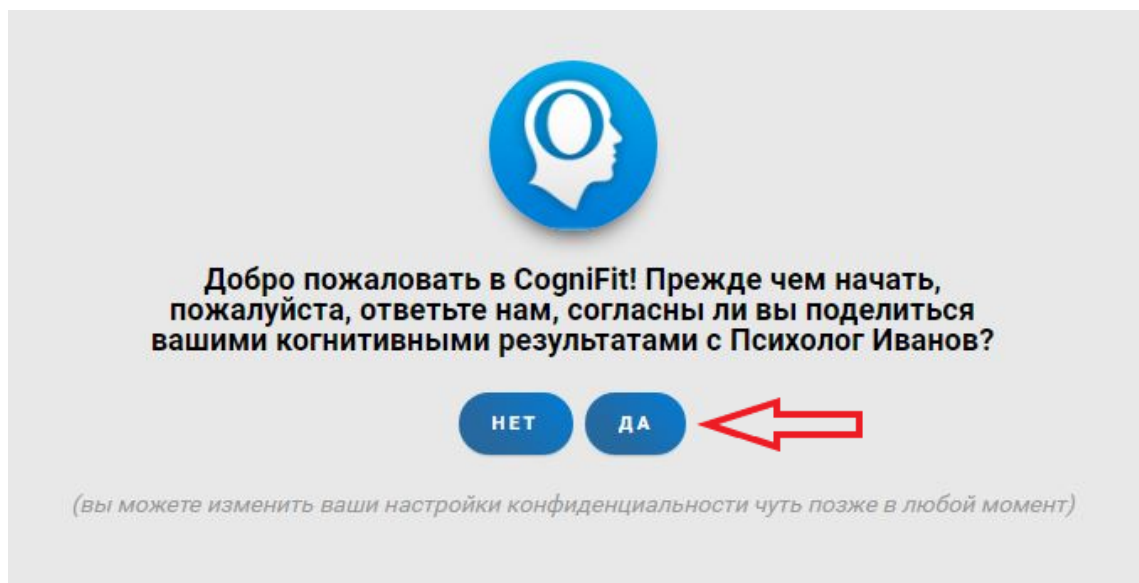 Добро пожаловать в CogniFit! Прежде чем начать,
пожалуйста, ответьте нам, согласны ли вы поделиться
вашими когнитивными результатами с Психолог Иванов?
НЕТ ДА
(вы можете изменить ваши настройки конфиденциальности чуть позже в любой момент)